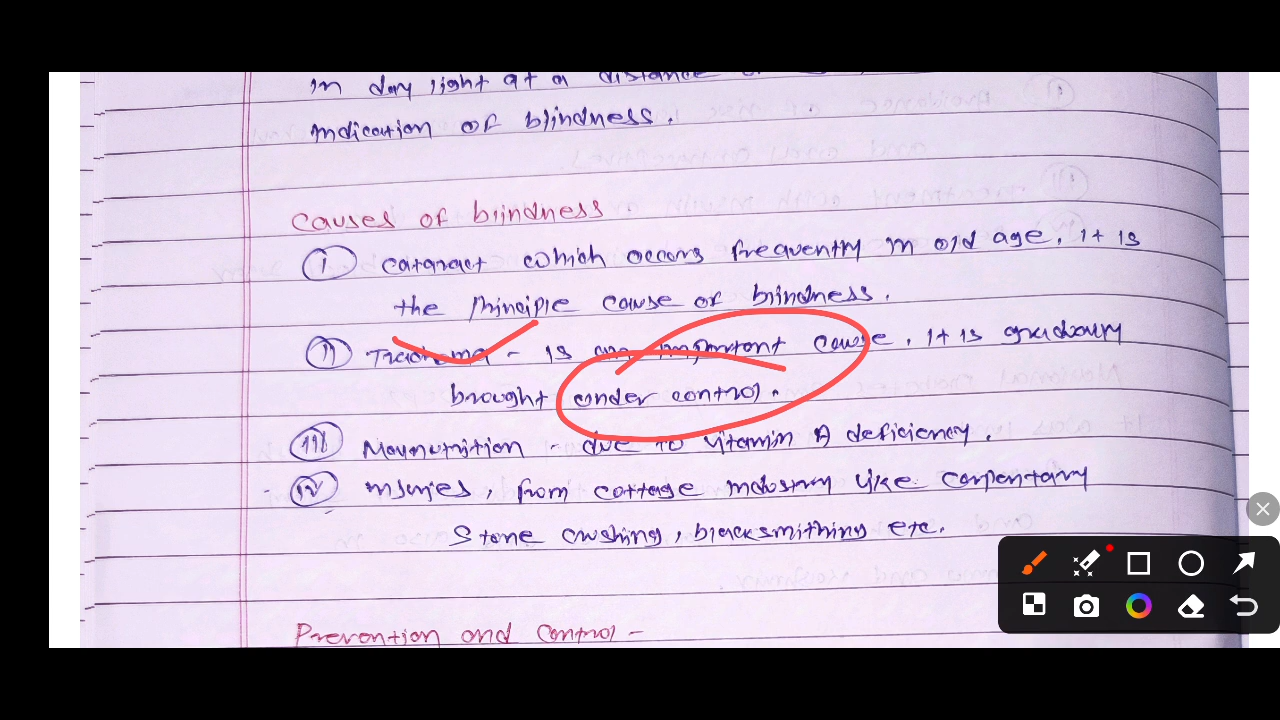 in day light at a distance of
indication of blindness.
causes of blindness
(i) cataract which occurs frequently in old age. It is
the principle cause of blindness.
(ii) Trachoma - is an important cause. It is gradually
brought under control.
(iii) Malnutrition - due to vitamin A deficiency.
(iv) injuries, from cottage industry like carpentary
stone crushing, blacksmithing etc.
Prevention and control -